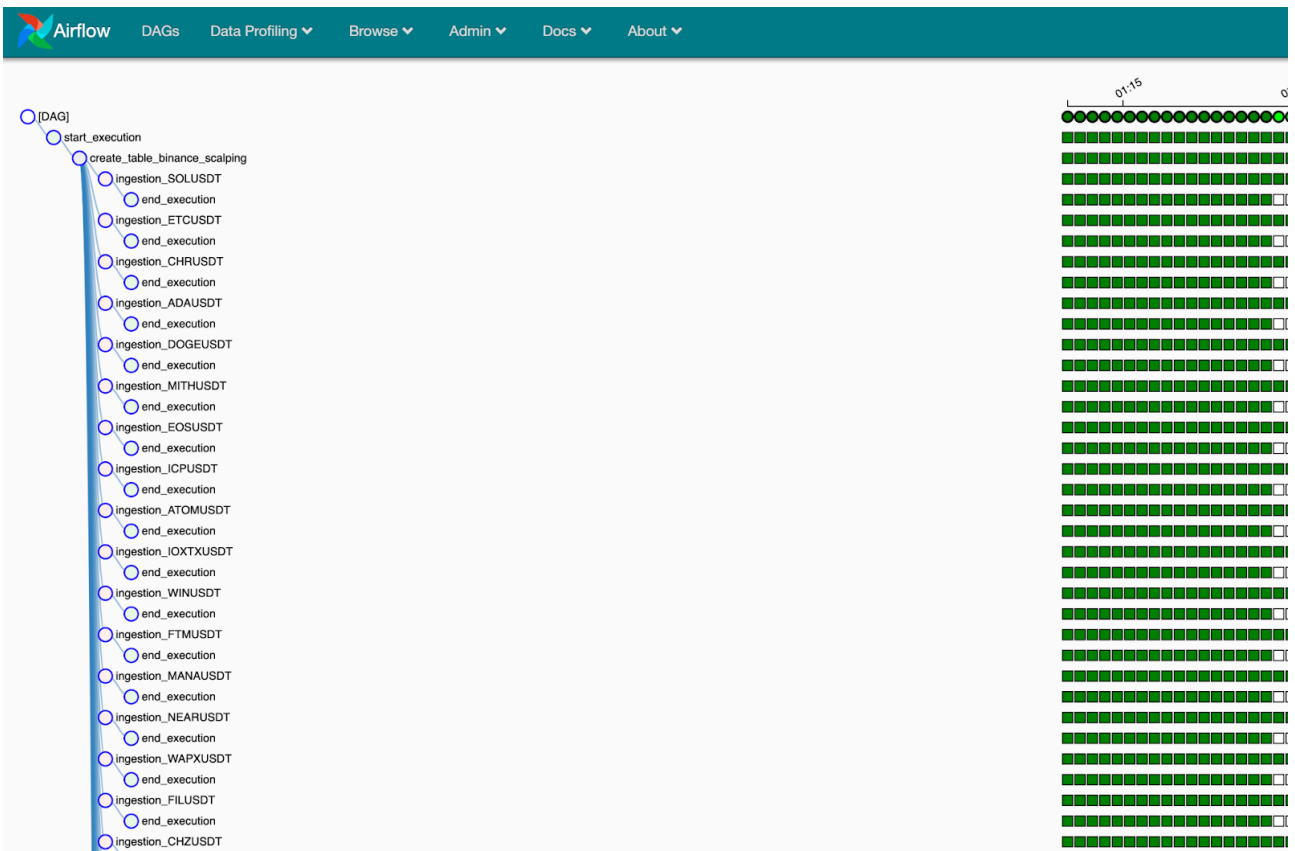 Airflow DAGs Data Profiling Browse Admin Docs About
01:15
[DAG]
start_execution
create_table_binance_scalping
ingestion_SOLUSDT
end_execution
ingestion_ETCUSDT
end_execution
ingestion_CHRUSDT
end_execution
ingestion_ADAUSDT
end_execution
ingestion_DOGEUSDT
end_execution
ingestion_MITHUSDT
end_execution
ingestion_EOSUSDT
end_execution
ingestion_ICPUSDT
end_execution
ingestion_ATOMUSDT
end_execution
ingestion_IOXTXUSDT
end_execution
ingestion_WINUSDT
end_execution
ingestion_FTMUSDT
end_execution
ingestion_MANAUSDT
end_execution
ingestion_NEARUSDT
end_execution
ingestion_WAPXUSDT
end_execution
ingestion_FILUSDT
end_execution
ingestion_CHZUSDT